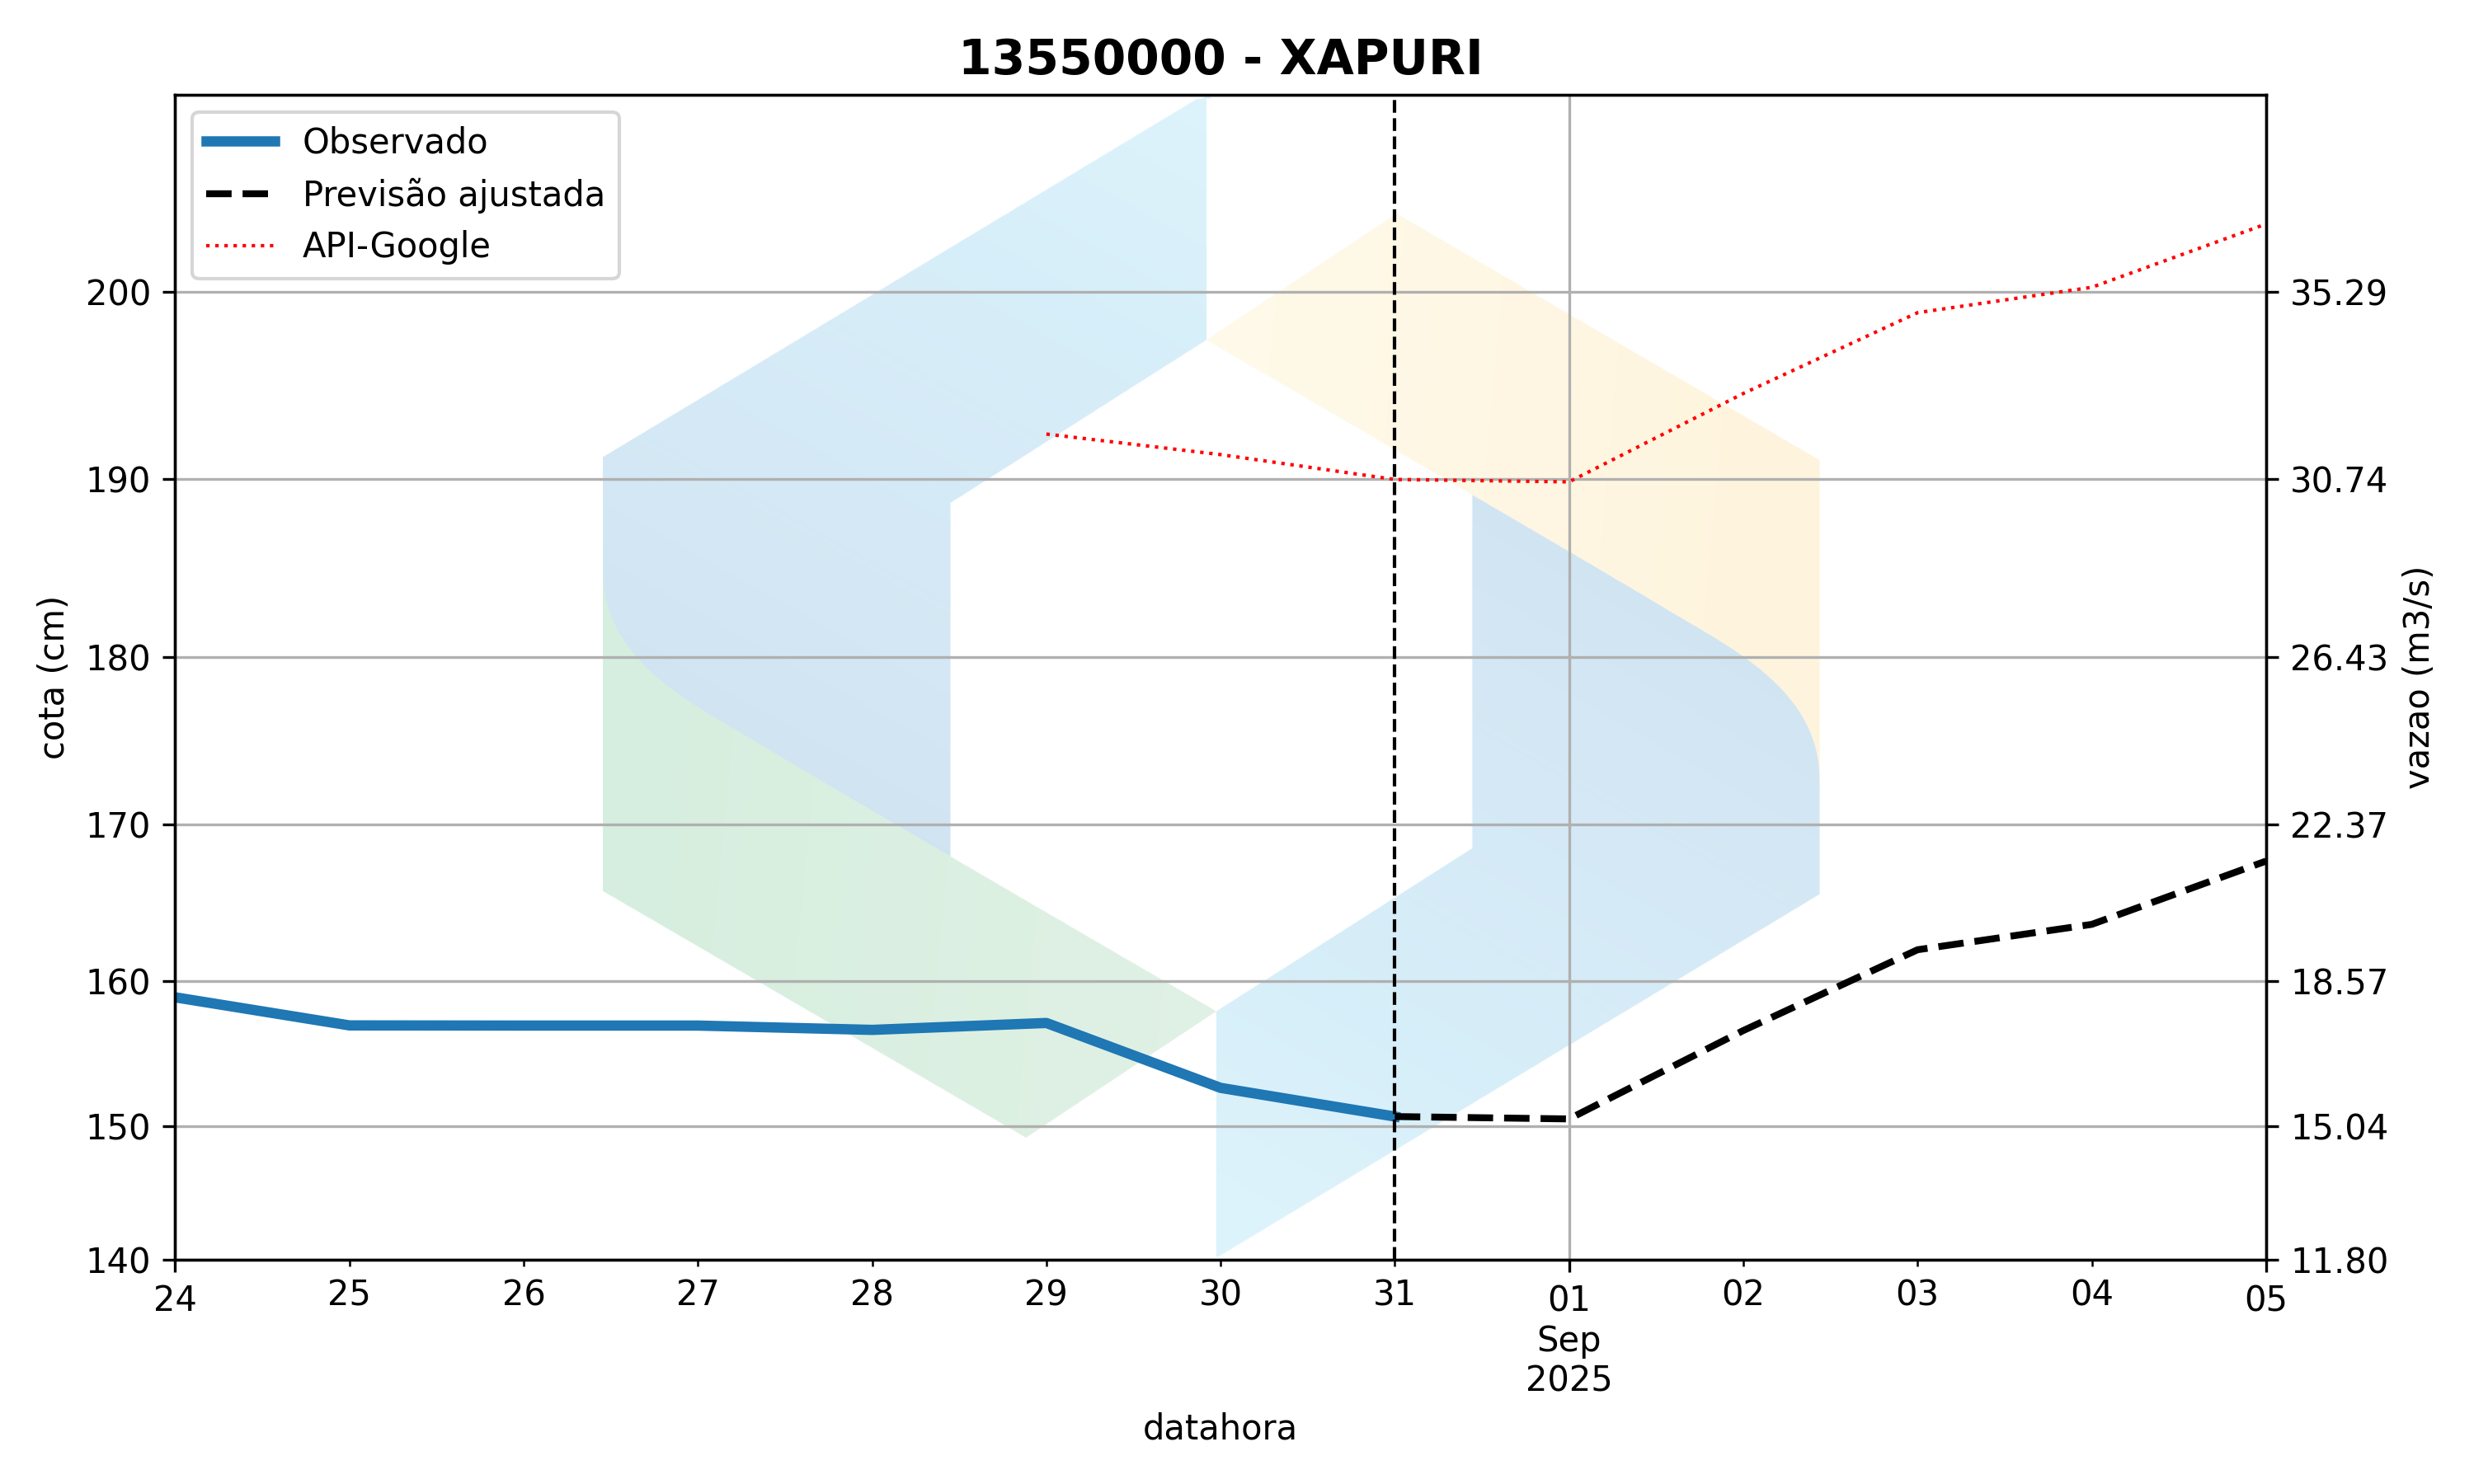 13550000 - XAPURI
Observado
Previsão ajustada
API-Google
cota (cm)
200
190
180
170
160
150
140
35.29
30.74
26.43
22.37
18.57
15.04
11.80
vazao (m3/s)
24 25 26 27 28 29 30 31 01 02 03 04 05
Sep
2025
datahora